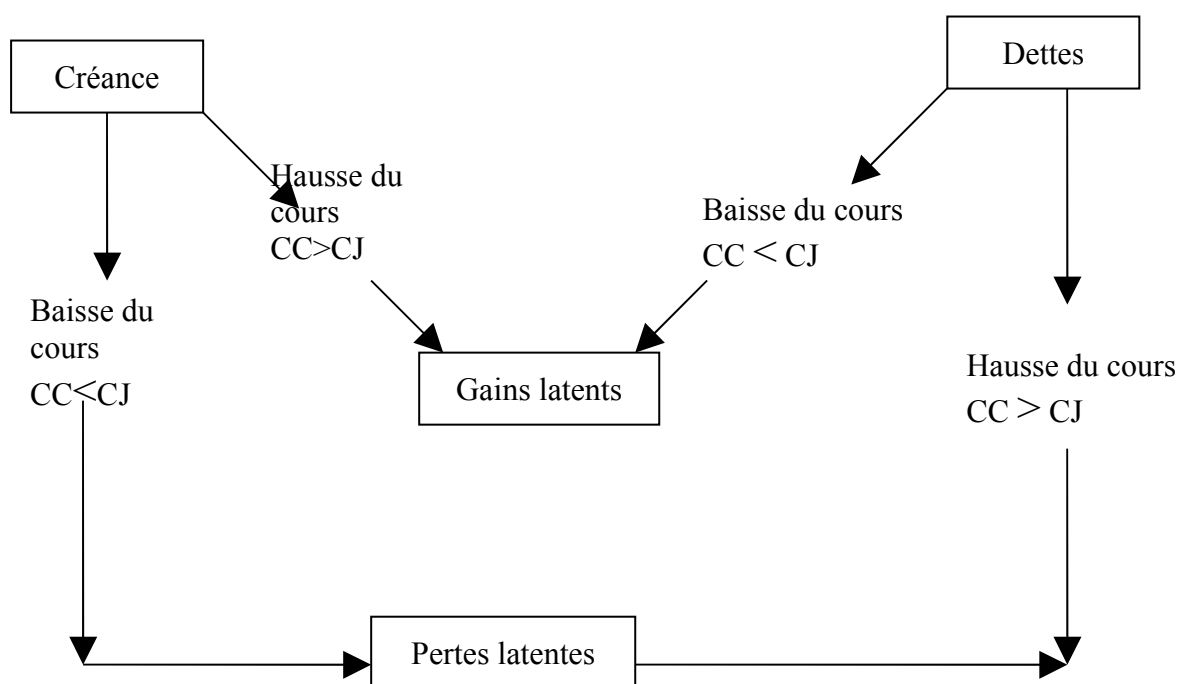 Créance
Dettes
Hausse du
cours
CC>CJ
Baisse du cours
CC < CJ
Baisse du
cours
CC<CJ
Gains latents
Hausse du cours
CC > CJ
Pertes latentes